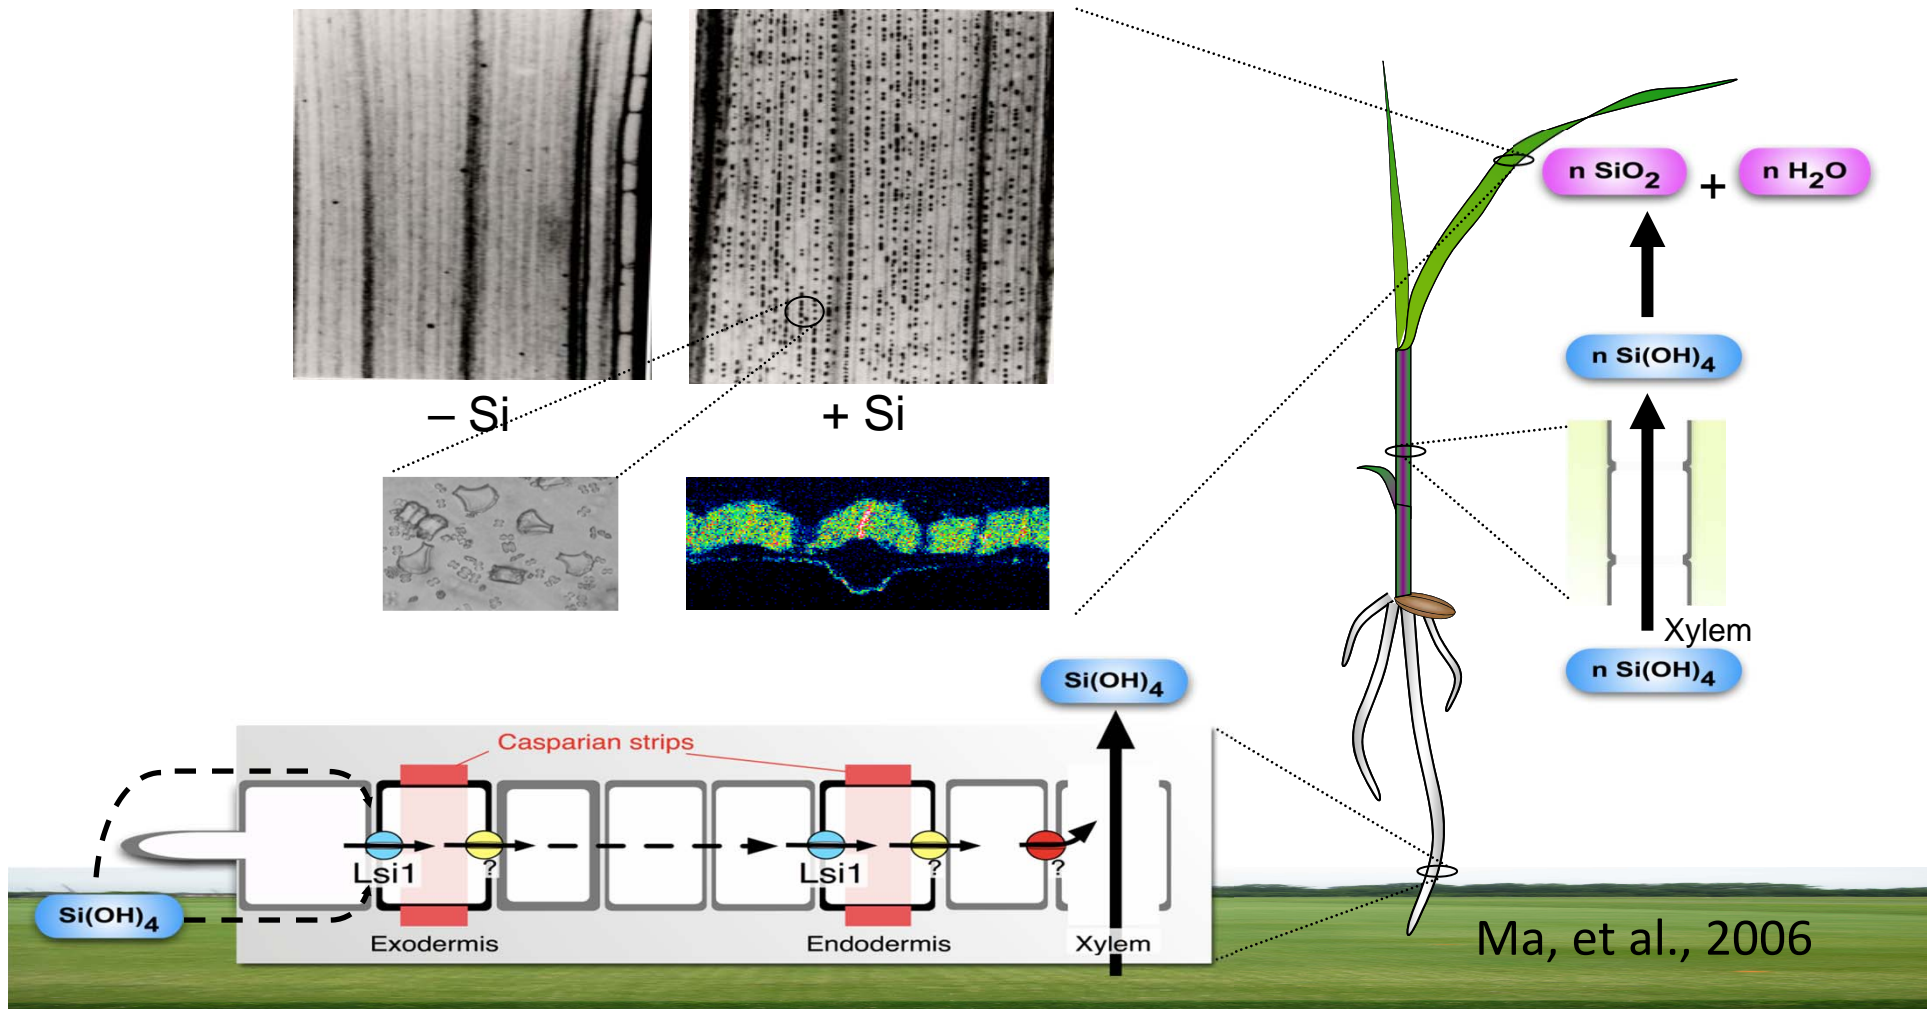 – Si
+ Si
n SiO₂ + n H₂O
n Si(OH)₄
Xylem
n Si(OH)₄
Si(OH)₄
Casparian strips
Lsi1
?
Lsi1
?
?
Si(OH)₄
Exodermis
Endodermis
Xylem
Ma, et al., 2006